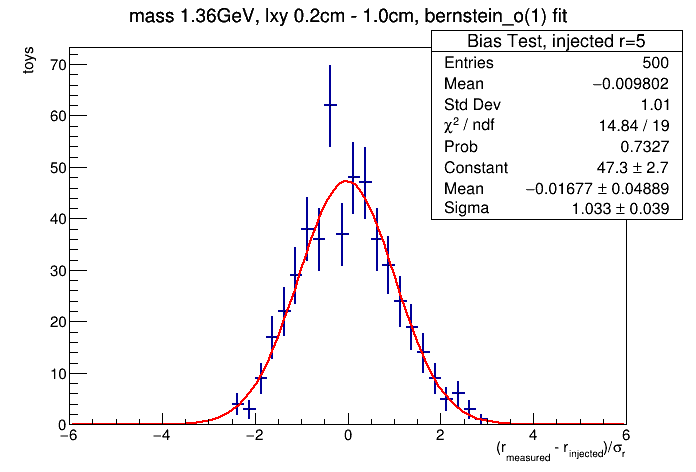 mass 1.36GeV, lxy 0.2cm - 1.0cm, bernstein_o(1) fit
Bias Test, injected r=5
Entries 500
Mean −0.009802
Std Dev 1.01
χ² / ndf 14.84 / 19
Prob 0.7327
Constant 47.3 ± 2.7
Mean −0.01677 ± 0.04889
Sigma 1.033 ± 0.039
toys
70
60
50
40
30
20
10
0
−6 −4 −2 0 2 4 6
(r_measured - r_injected)/σ_r